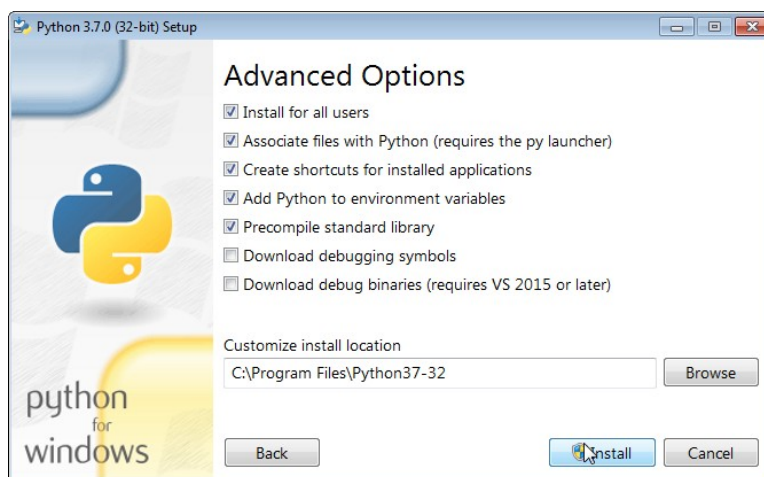 Python 3.7.0 (32-bit) Setup
Advanced Options
Install for all users
Associate files with Python (requires the py launcher)
Create shortcuts for installed applications
Add Python to environment variables
Precompile standard library
Download debugging symbols
Download debug binaries (requires VS 2015 or later)
Customize install location
C:\Program Files\Python37-32
Browse
python
for
windows
Back
Install
Cancel